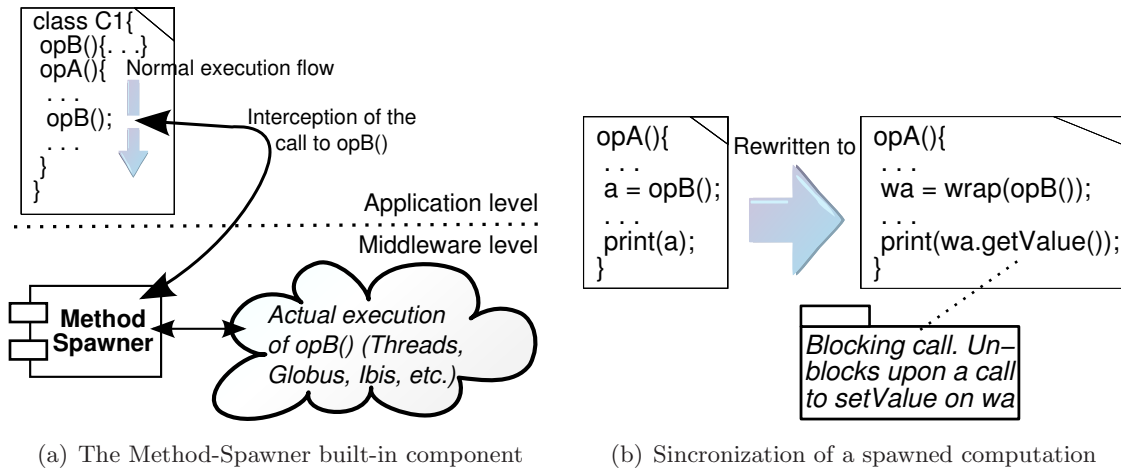 class C1{
opB(){. . .}
opA(){
Normal execution flow
. . .
opB();
. . .
}
}
Interception of the
call to opB()
Application level
Middleware level
Method
Spawner
Actual execution
of opB() (Threads,
Globus, Ibis, etc.)
(a) The Method-Spawner built-in component
opA(){
. . .
a = opB();
. . .
print(a);
}
Rewritten to
opA(){
. . .
wa = wrap(opB());
. . .
print(wa.getValue());
}
Blocking call. Un–
blocks upon a call
to setValue on wa
(b) Sincronization of a spawned computation